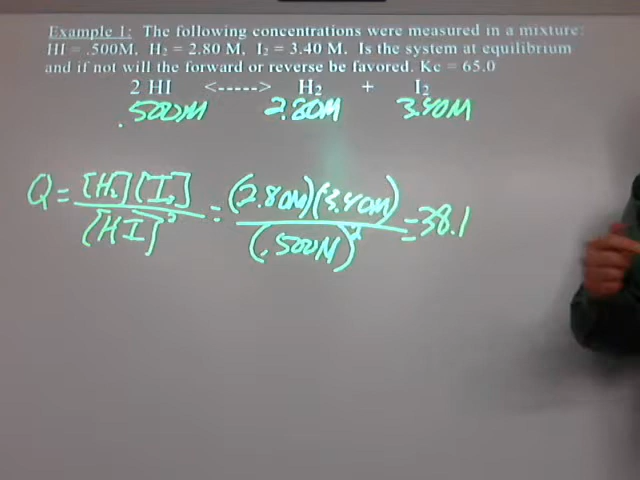 Example 1: The following concentrations were measured in a mixture:
HI = .500M, H₂ = 2.80 M, I₂ = 3.40 M. Is the system at equilibrium
and if not will the forward or reverse be favored. Kc = 65.0
2 HI <-----> H₂ + I₂
.500M 2.80M 3.40M
Q = [H₂][I₂] / [HI]² = (2.80M)(3.40M) / (.500M)² = 38.1